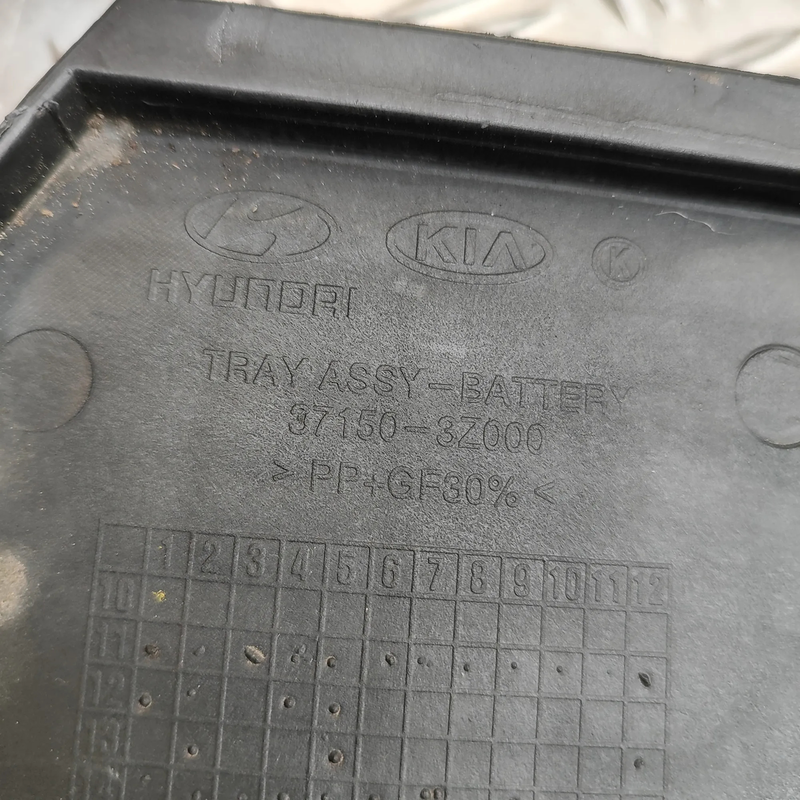 KIA K
HYUNDAI
TRAY ASSY-BATTERY
37150-3Z000
>PP+GF30%<
1 2 3 4 5 6 7 8 9 10 11 12
10
11
12
13